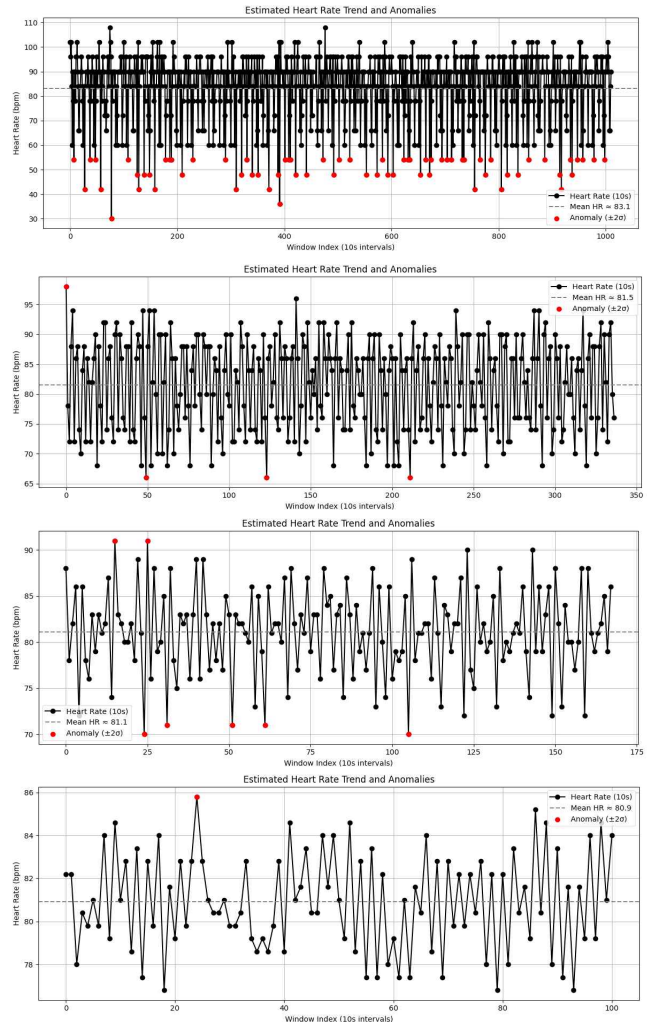 Estimated Heart Rate Trend and Anomalies
110
100
90
80
70
60
50
40
30
Heart Rate (bpm)
Heart Rate (10s)
Mean HR ≈ 83.1
Anomaly (±2σ)
0 200 400 600 800 1000
Window Index (10s intervals)
Estimated Heart Rate Trend and Anomalies
Heart Rate (10s)
Mean HR ≈ 81.5
Anomaly (±2σ)
95
90
85
80
75
70
65
Heart Rate (bpm)
0 50 100 150 200 250 300 350
Window Index (10s intervals)
Estimated Heart Rate Trend and Anomalies
90
85
80
75
70
Heart Rate (bpm)
Heart Rate (10s)
Mean HR ≈ 81.1
Anomaly (±2σ)
0 25 50 75 100 125 150 175
Window Index (10s intervals)
Estimated Heart Rate Trend and Anomalies
Heart Rate (10s)
Mean HR ≈ 80.9
Anomaly (±2σ)
86
84
82
80
78
Heart Rate (bpm)
0 20 40 60 80 100
Window Index (10s intervals)